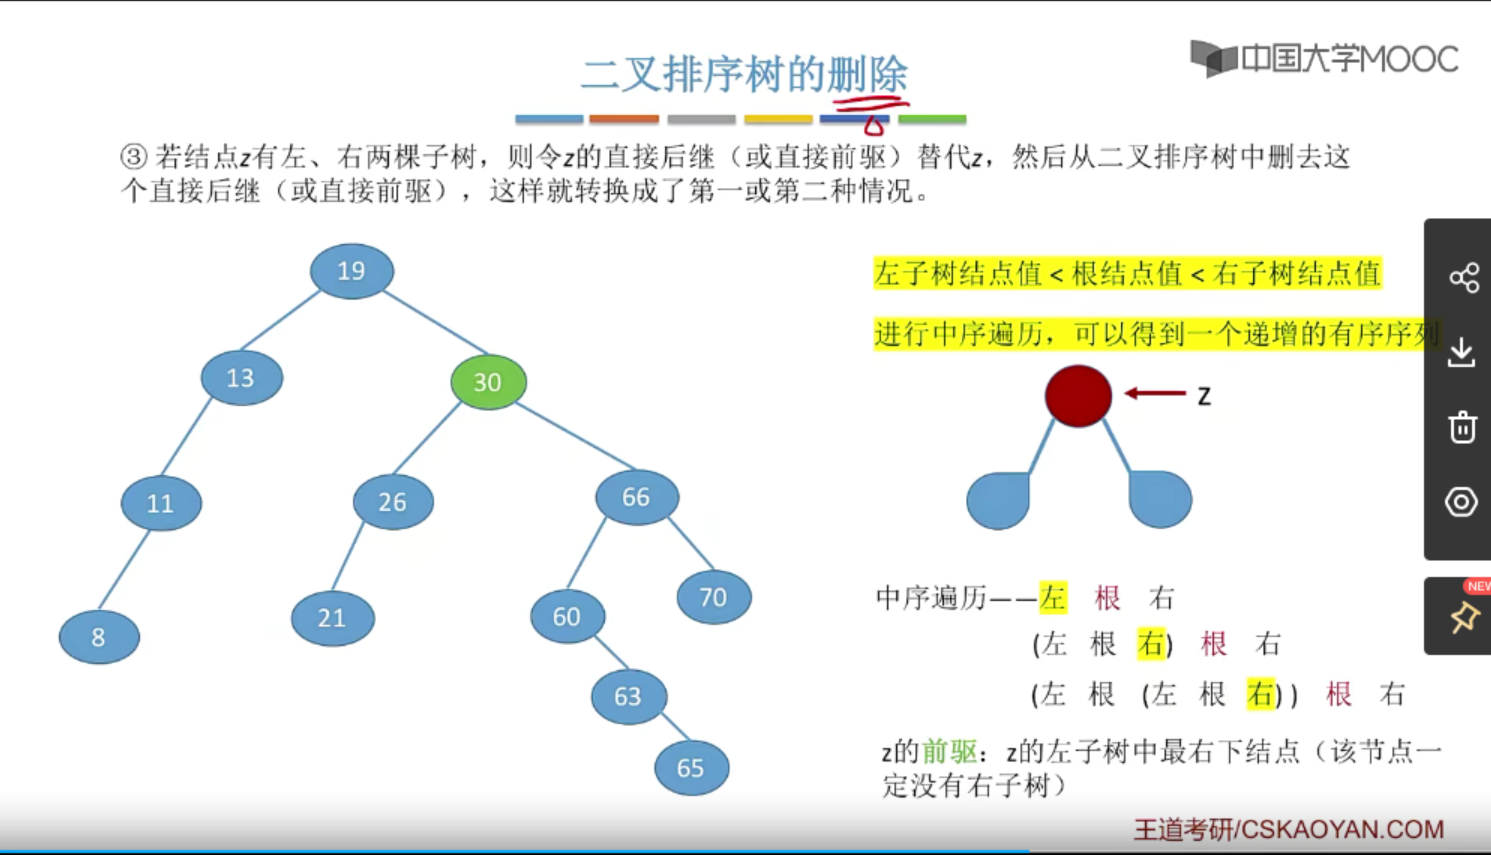 中国大学MOOC
二叉排序树的删除
③ 若结点z有左、右两棵子树，则令z的直接后继（或直接前驱）替代z，然后从二叉排序树中删去这
个直接后继（或直接前驱），这样就转换成了第一或第二种情况。
19
13
30
11
26
66
8
21
60
70
63
65
左子树结点值 < 根结点值 < 右子树结点值
进行中序遍历，可以得到一个递增的有序序列
z
中序遍历——左 根 右
(左 根 右) 根 右
(左 根 (左 根 右) ) 根 右
z的前驱：z的左子树中最右下结点（该节点一
定没有右子树）
王道考研/CSKAOYAN.COM
NEW